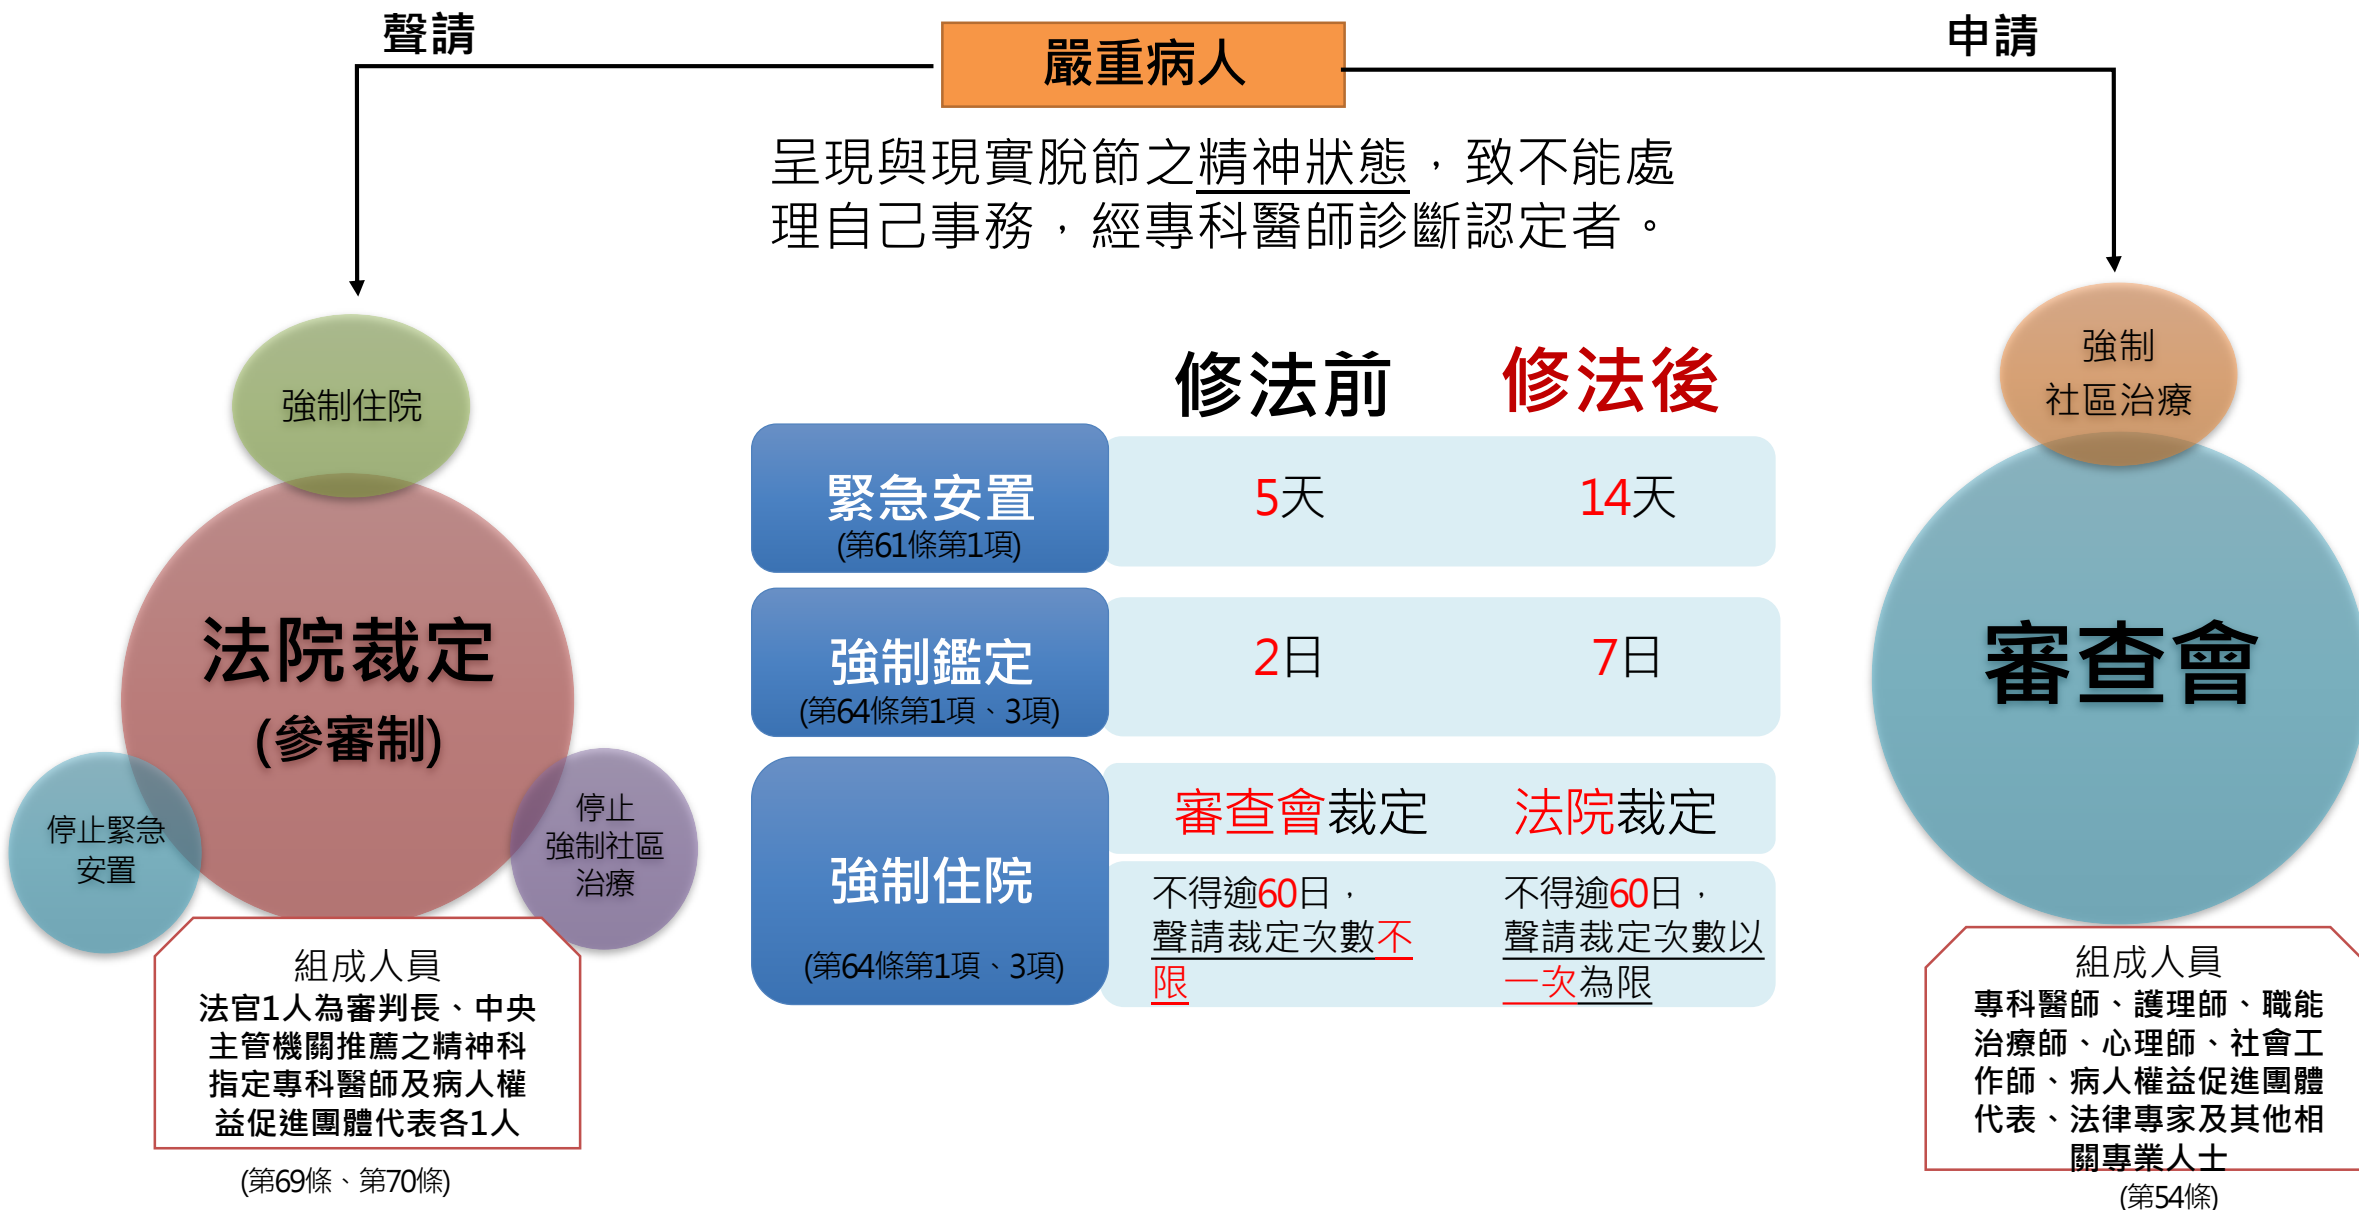 聲請
嚴重病人
申請
呈現與現實脫節之精神狀態，致不能處
理自己事務，經專科醫師診斷認定者。
強制住院
法院裁定
(參審制)
停止緊急
安置
停止
強制社區
治療
組成人員
法官1人為審判長、中央
主管機關推薦之精神科
指定專科醫師及病人權
益促進團體代表各1人
(第69條、第70條)
修法前
修法後
緊急安置
(第61條第1項)
5天
14天
強制鑑定
(第64條第1項、3項)
2日
7日
強制住院
(第64條第1項、3項)
審查會裁定
法院裁定
不得逾60日，
聲請裁定次數不
限
不得逾60日，
聲請裁定次數以
一次為限
強制
社區治療
審查會
組成人員
專科醫師、護理師、職能
治療師、心理師、社會工
作師、病人權益促進團體
代表、法律專家及其他相
關專業人士
(第54條)